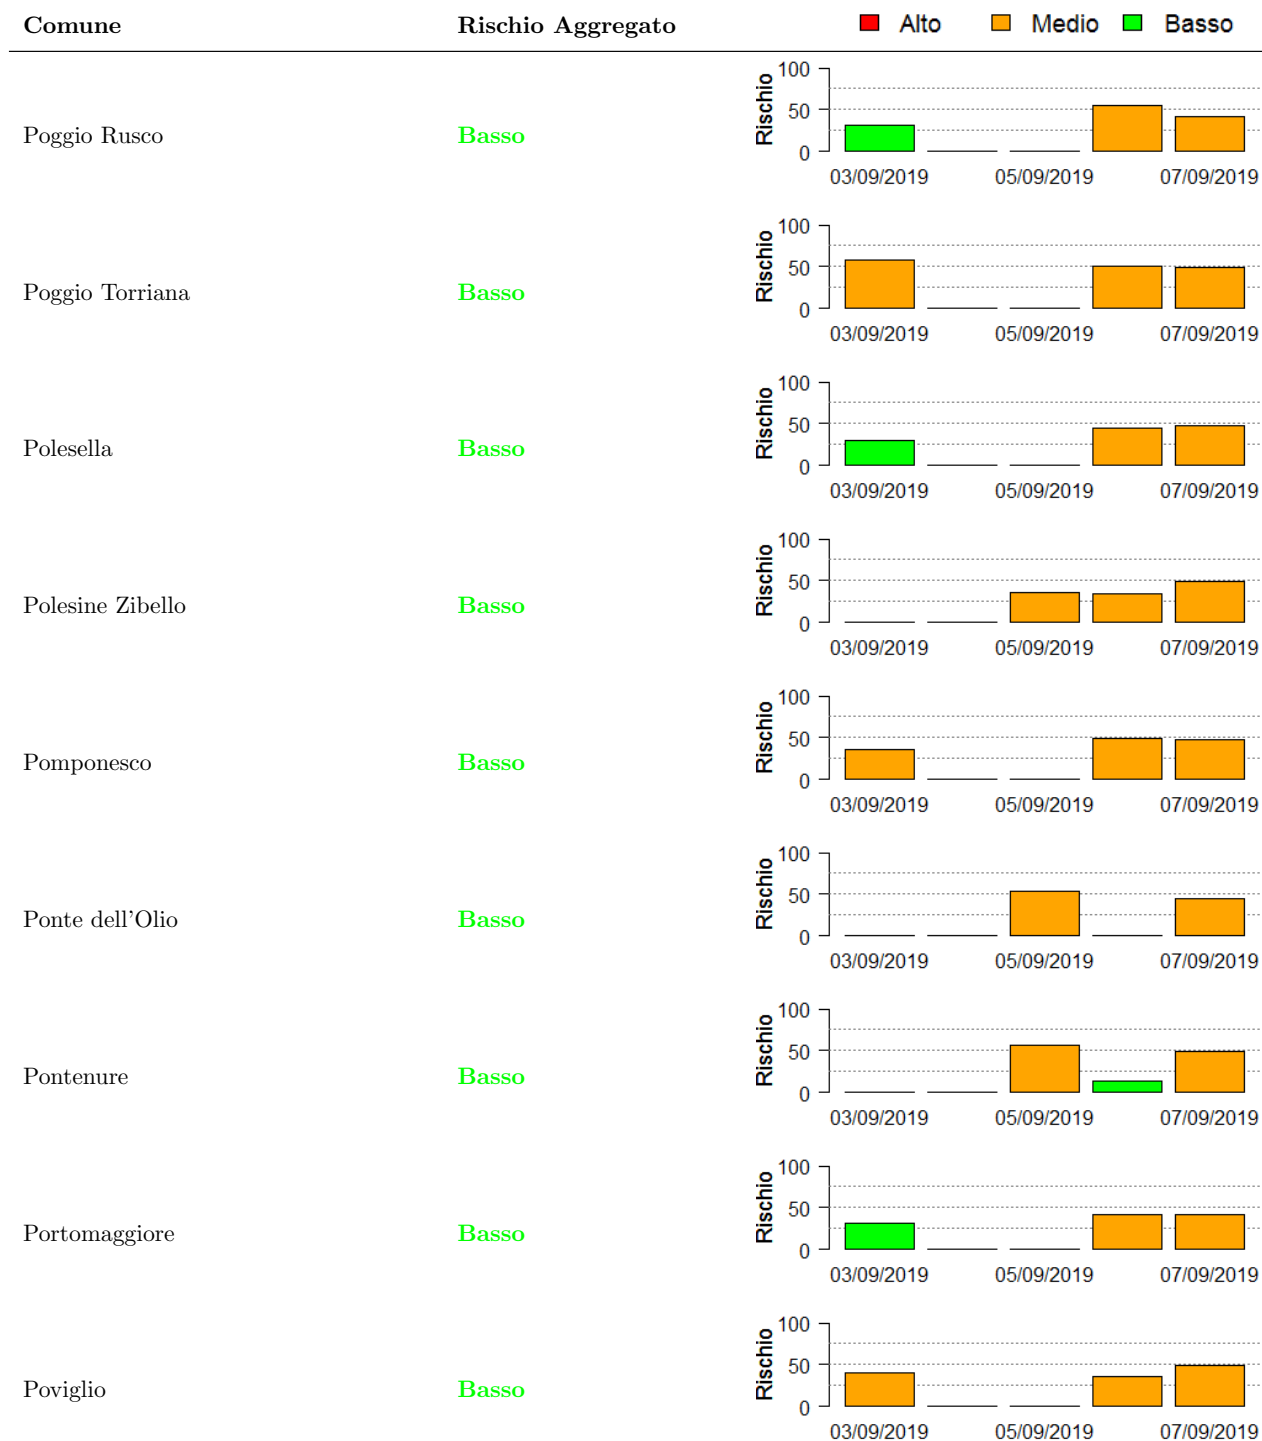 Comune Rischio Aggregato Alto Medio Basso
Poggio Rusco Basso Rischio 100 50 0
03/09/2019 05/09/2019 07/09/2019
Poggio Torriana Basso Rischio 100 50 0
03/09/2019 05/09/2019 07/09/2019
Polesella Basso Rischio 100 50 0
03/09/2019 05/09/2019 07/09/2019
Polesine Zibello Basso Rischio 100 50 0
03/09/2019 05/09/2019 07/09/2019
Pomponesco Basso Rischio 100 50 0
03/09/2019 05/09/2019 07/09/2019
Ponte dell'Olio Basso Rischio 100 50 0
03/09/2019 05/09/2019 07/09/2019
Pontenure Basso Rischio 100 50 0
03/09/2019 05/09/2019 07/09/2019
Portomaggiore Basso Rischio 100 50 0
03/09/2019 05/09/2019 07/09/2019
Poviglio Basso Rischio 100 50 0
03/09/2019 05/09/2019 07/09/2019